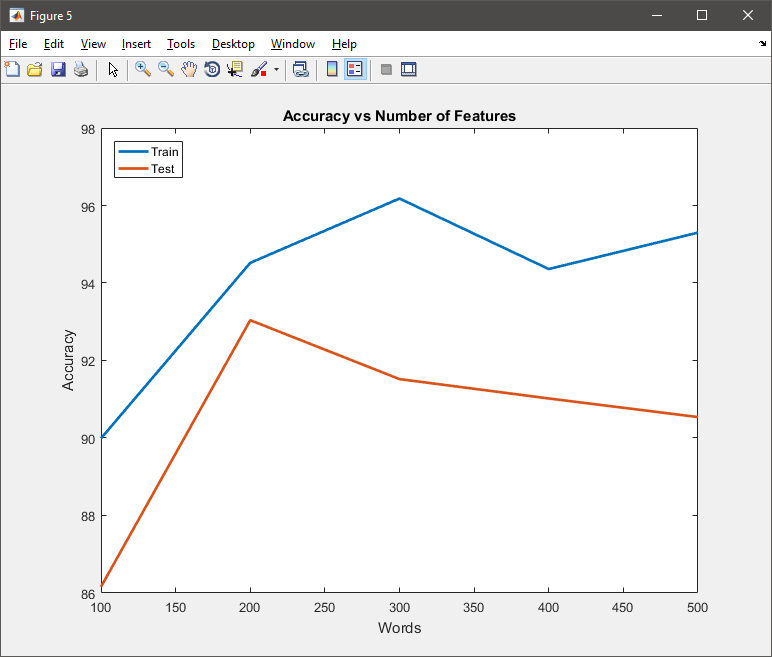 Figure 5
File Edit View Insert Tools Desktop Window Help
Accuracy vs Number of Features
98
Train
Test
96
94
92
Accuracy
90
88
86
100 150 200 250 300 350 400 450 500
Words